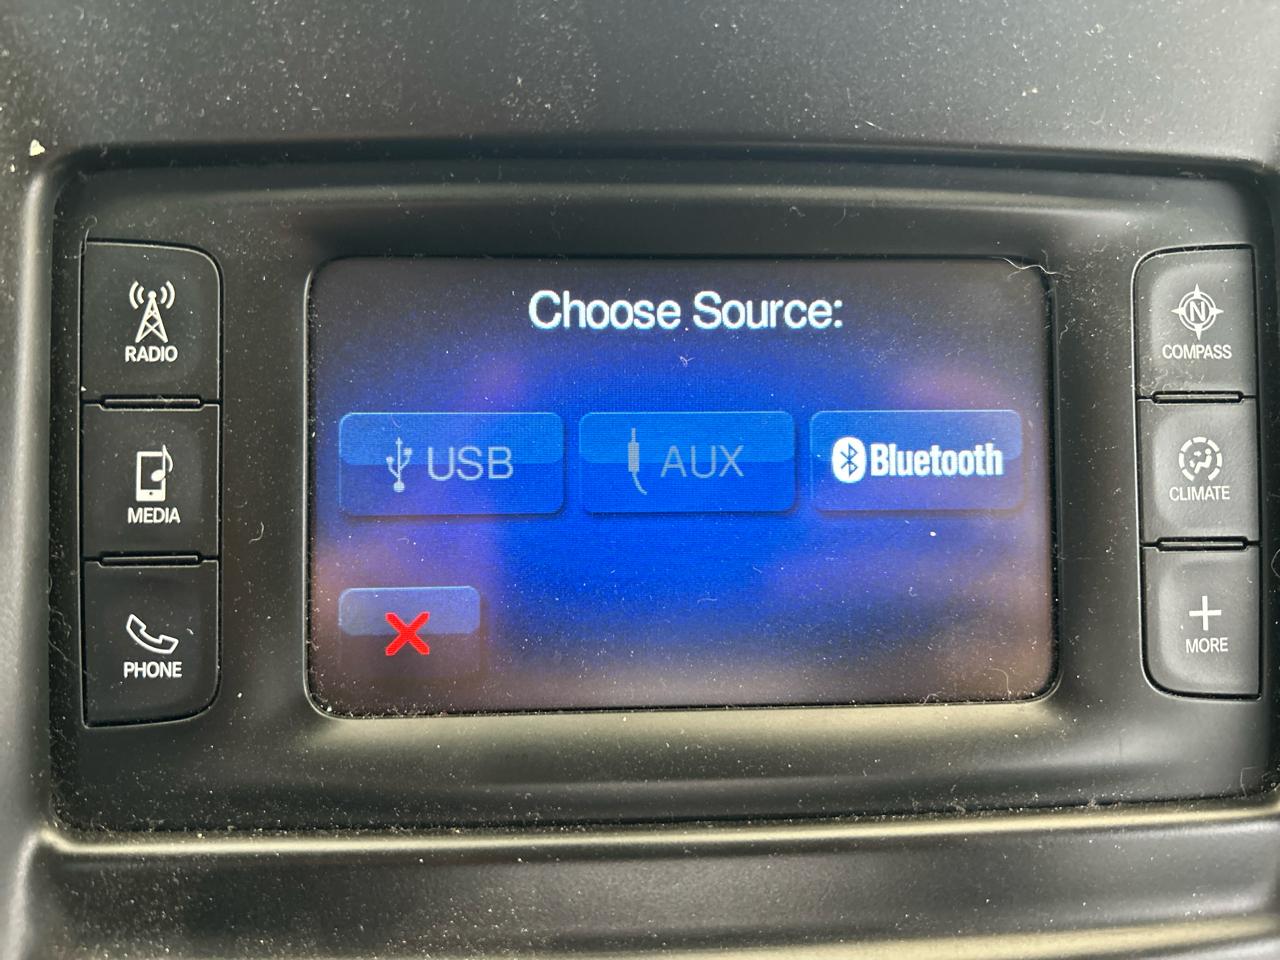 Choose Source:
RADIO
MEDIA
PHONE
USB
AUX
Bluetooth
N
COMPASS
CLIMATE
MORE